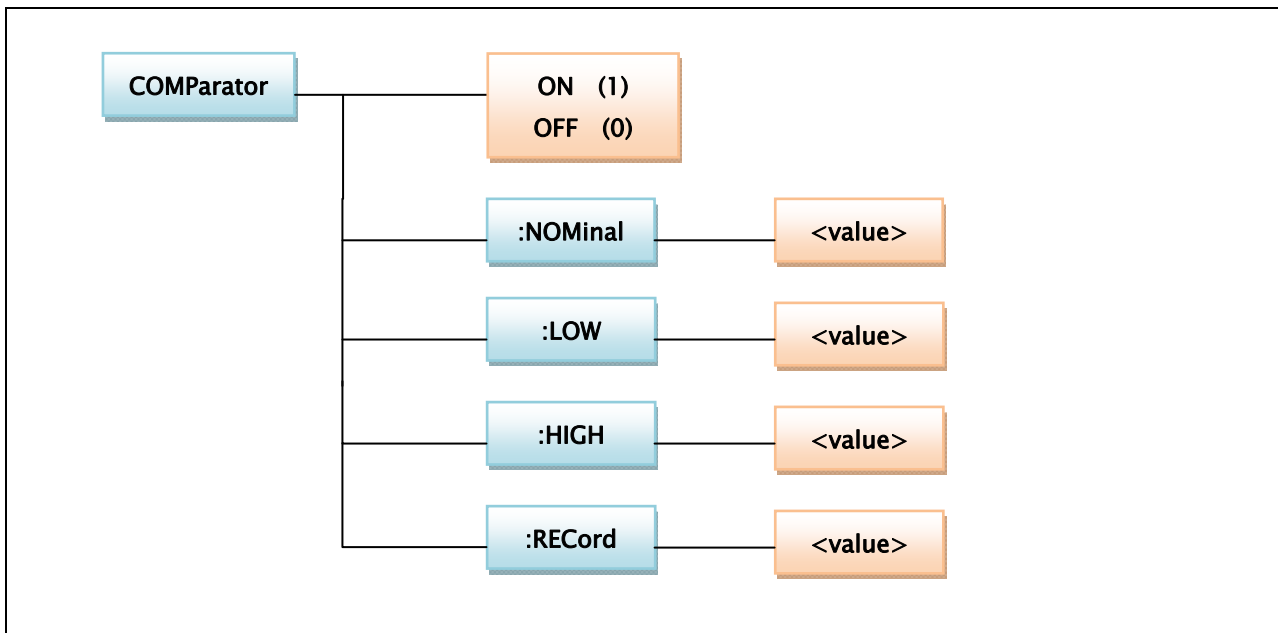 COMParator
ON (1)
OFF (0)
:NOMinal
<value>
:LOW
<value>
:HIGH
<value>
:RECord
<value>